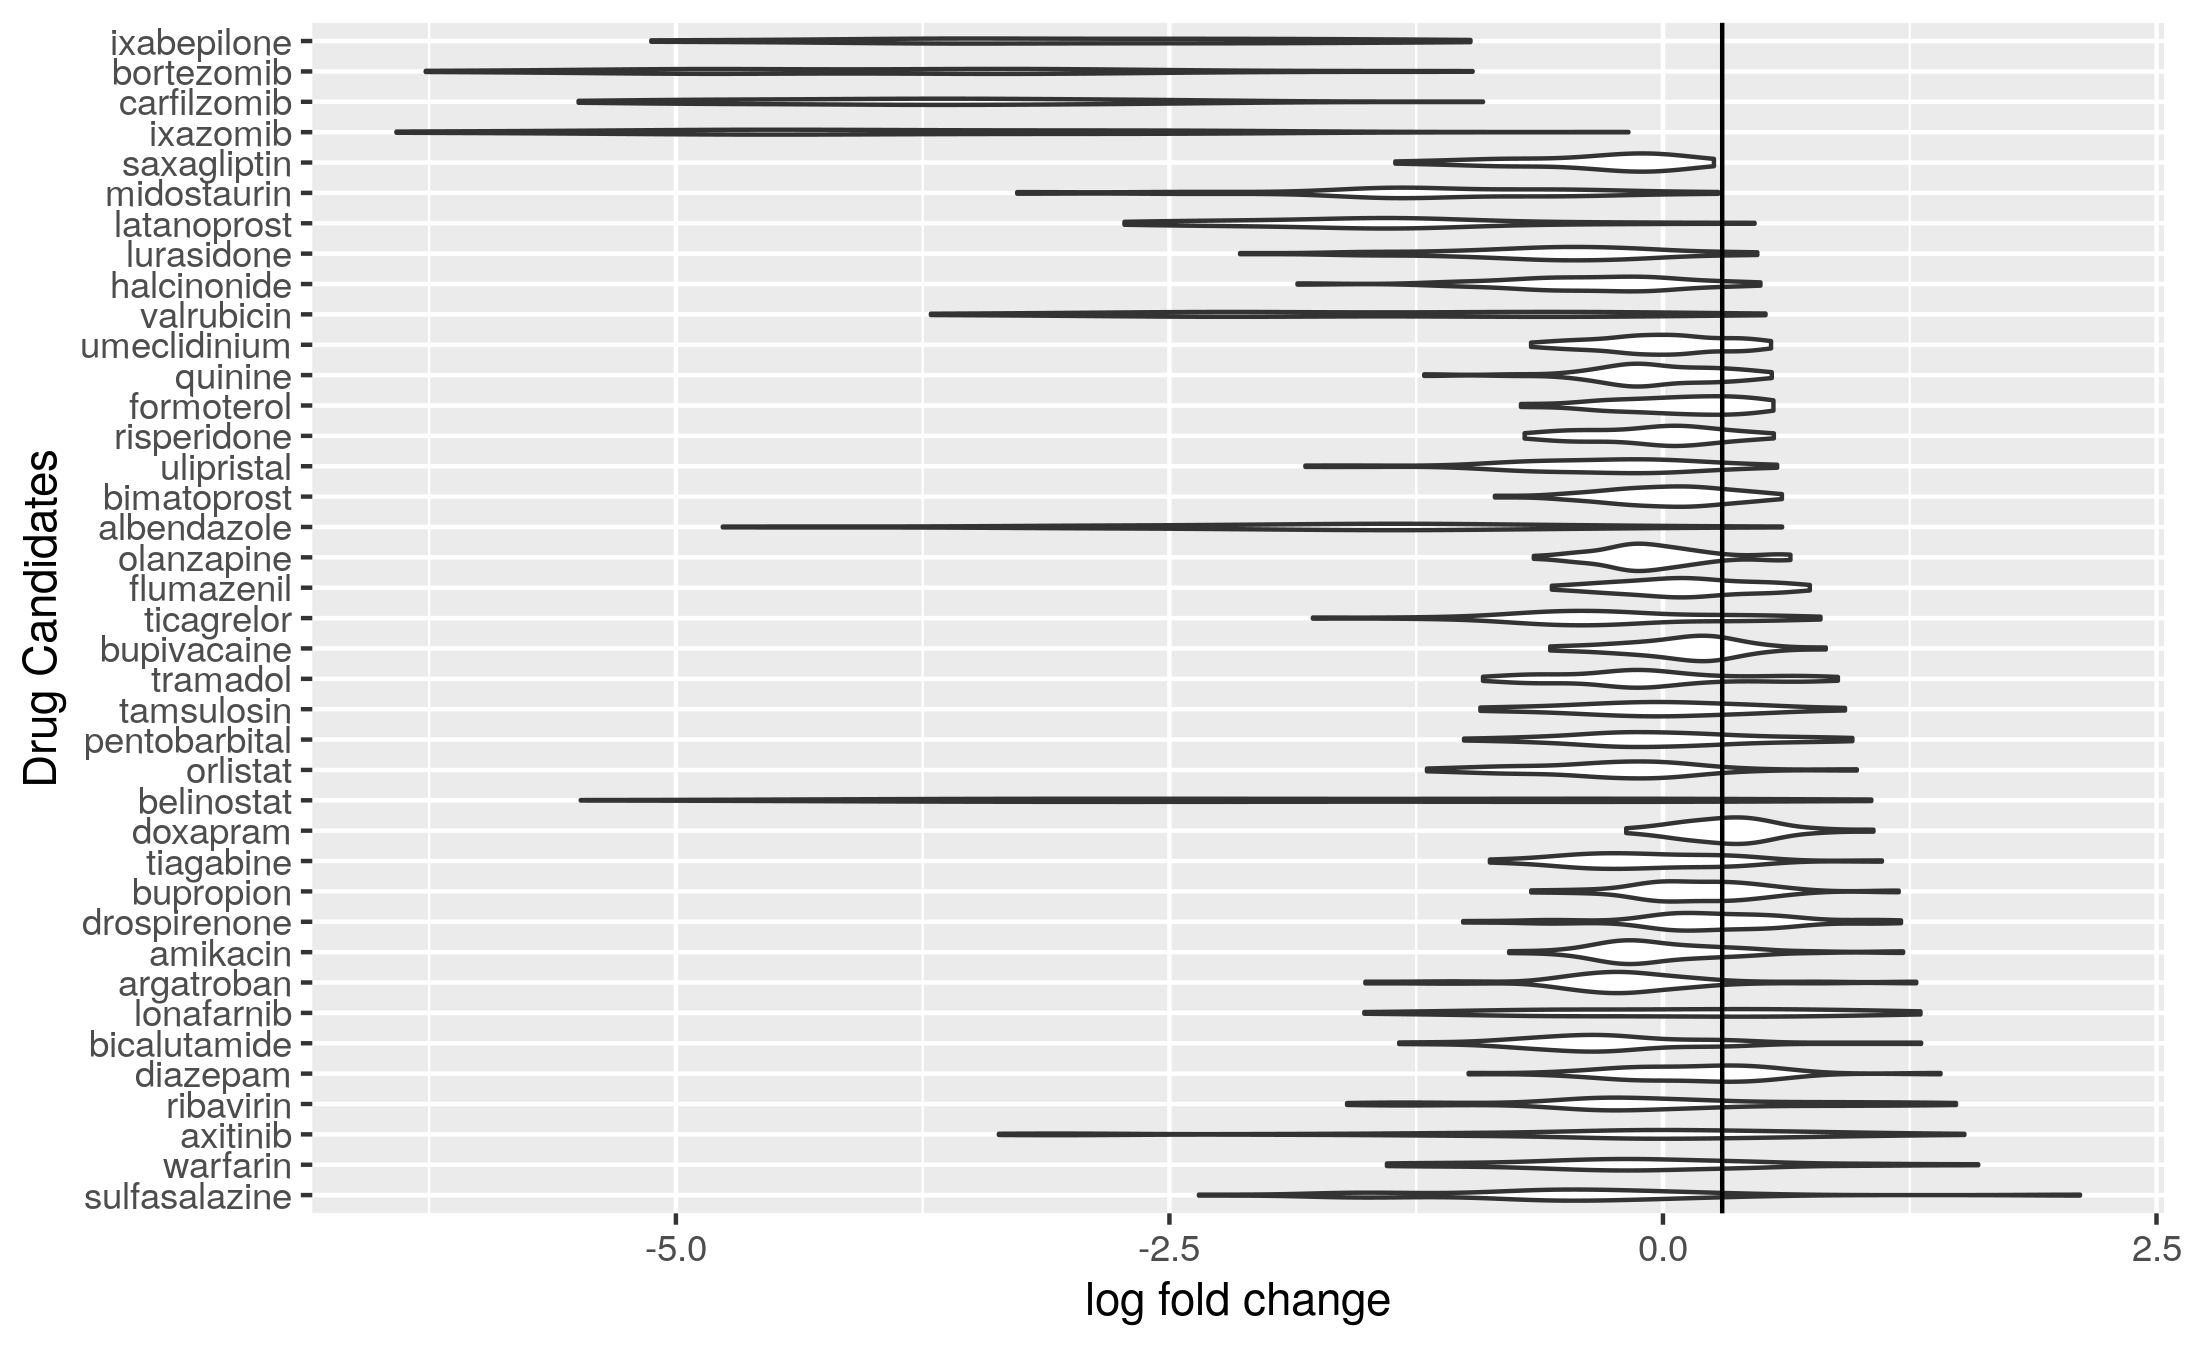 ixabepilone
bortezomib
carfilzomib
ixazomib
saxagliptin
midostaurin
latanoprost
lurasidone
halcinonide
valrubicin
umeclidinium
quinine
formoterol
risperidone
ulipristal
bimatoprost
albendazole
olanzapine
flumazenil
ticagrelor
bupivacaine
tramadol
tamsulosin
pentobarbital
orlistat
belinostat
doxapram
tiagabine
bupropion
drospirenone
amikacin
argatroban
lonafarnib
bicalutamide
diazepam
ribavirin
axitinib
warfarin
sulfasalazine
Drug Candidates
-5.0 -2.5 0.0 2.5
log fold change